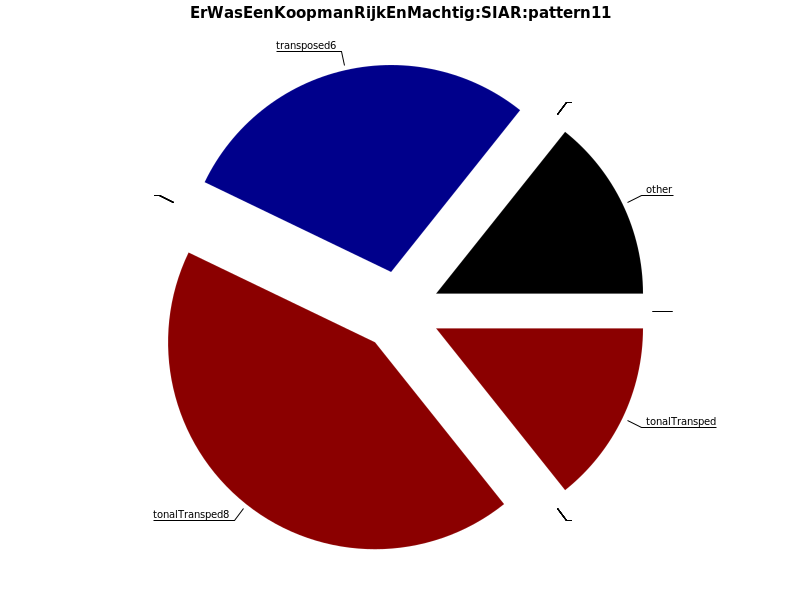 ErWasEenKoopmanRijkEnMachtig:SIAR:pattern11
transposed6
other
tonalTransped
tonalTransped8